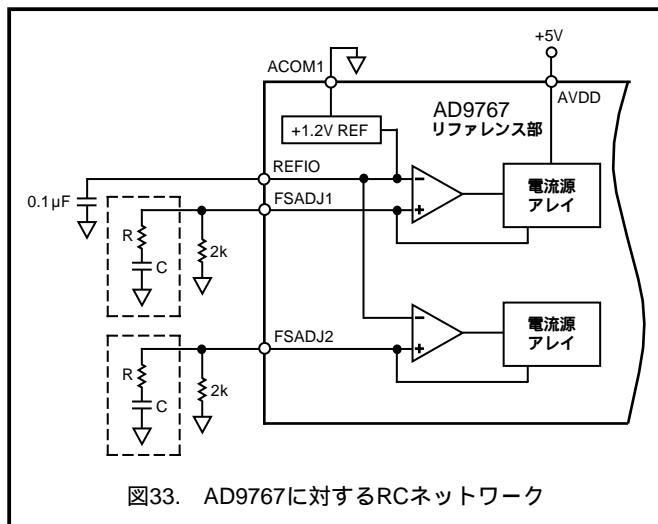 +5V
ACOM1
AVDD
AD9767
リファレンス部
+1.2V REF
REFIO
0.1μF
FSADJ1
電流源
アレイ
R
C
2k
FSADJ2
電流源
アレイ
R
C
2k
図33. AD9767に対するRCネットワーク